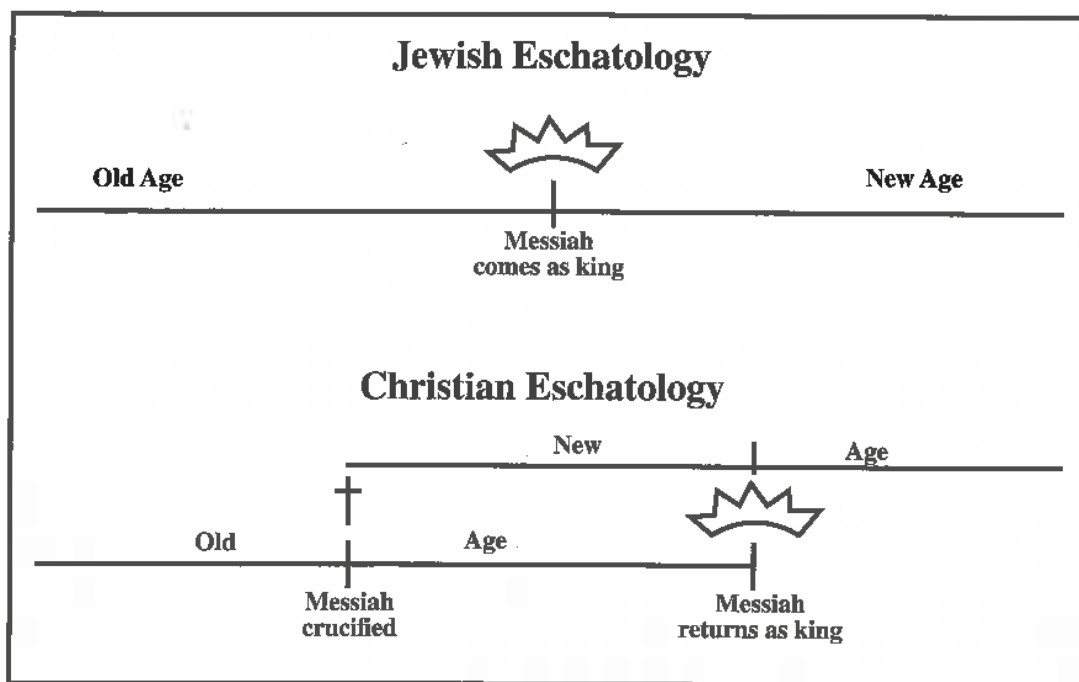 Jewish Eschatology
Old Age
New Age
Messiah
comes as king
Christian Eschatology
New Age
Old Age
Messiah
crucified
Messiah
returns as king